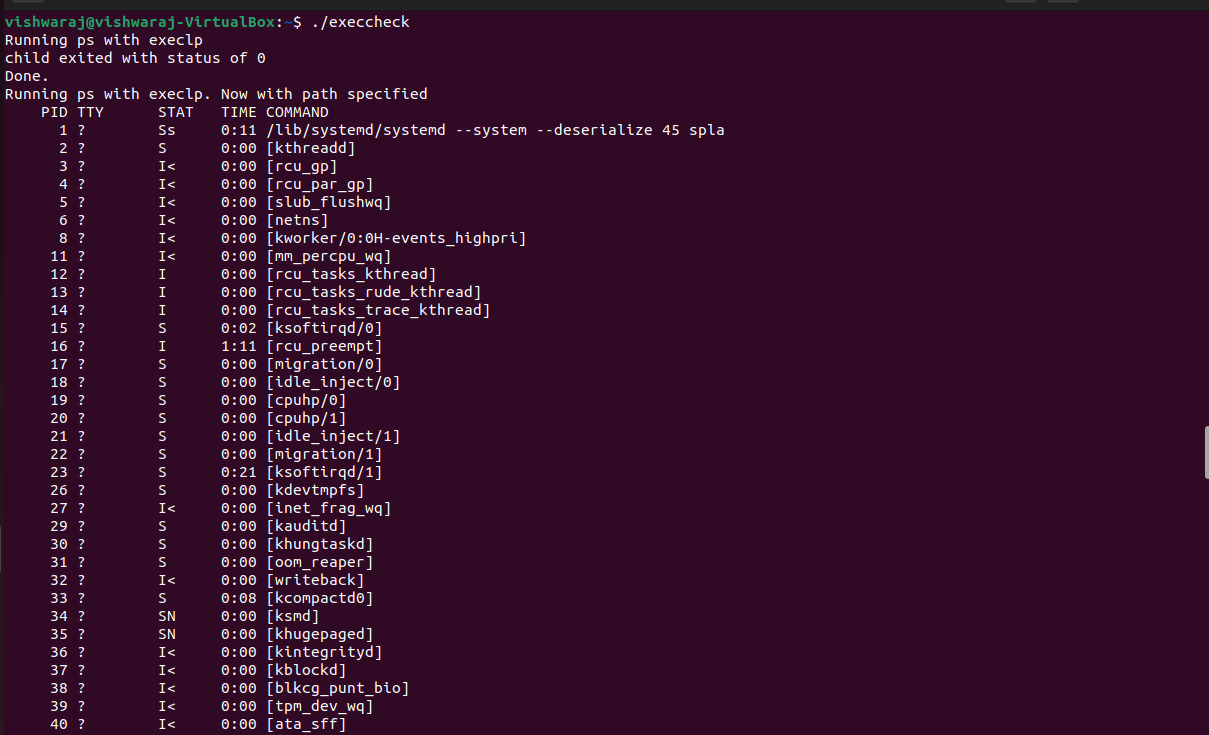 vishwaraj@vishwaraj-VirtualBox:~$ ./execcheck
Running ps with execlp
child exited with status of 0
Done.
Running ps with execlp. Now with path specified
    PID TTY      STAT   TIME COMMAND
      1 ?        Ss     0:11 /lib/systemd/systemd --system --deserialize 45 spla
      2 ?        S      0:00 [kthreadd]
      3 ?        I<     0:00 [rcu_gp]
      4 ?        I<     0:00 [rcu_par_gp]
      5 ?        I<     0:00 [slub_flushwq]
      6 ?        I<     0:00 [netns]
      8 ?        I<     0:00 [kworker/0:0H-events_highpri]
     11 ?        I<     0:00 [mm_percpu_wq]
     12 ?        I      0:00 [rcu_tasks_kthread]
     13 ?        I      0:00 [rcu_tasks_rude_kthread]
     14 ?        I      0:00 [rcu_tasks_trace_kthread]
     15 ?        S      0:02 [ksoftirqd/0]
     16 ?        I      1:11 [rcu_preempt]
     17 ?        S      0:00 [migration/0]
     18 ?        S      0:00 [idle_inject/0]
     19 ?        S      0:00 [cpuhp/0]
     20 ?        S      0:00 [cpuhp/1]
     21 ?        S      0:00 [idle_inject/1]
     22 ?        S      0:00 [migration/1]
     23 ?        S      0:21 [ksoftirqd/1]
     26 ?        S      0:00 [kdevtmpfs]
     27 ?        I<     0:00 [inet_frag_wq]
     29 ?        S      0:00 [kauditd]
     30 ?        S      0:00 [khungtaskd]
     31 ?        S      0:00 [oom_reaper]
     32 ?        I<     0:00 [writeback]
     33 ?        S      0:08 [kcompactd0]
     34 ?        SN     0:00 [ksmd]
     35 ?        SN     0:00 [khugepaged]
     36 ?        I<     0:00 [kintegrityd]
     37 ?        I<     0:00 [kblockd]
     38 ?        I<     0:00 [blkcg_punt_bio]
     39 ?        I<     0:00 [tpm_dev_wq]
     40 ?        I<     0:00 [ata_sff]